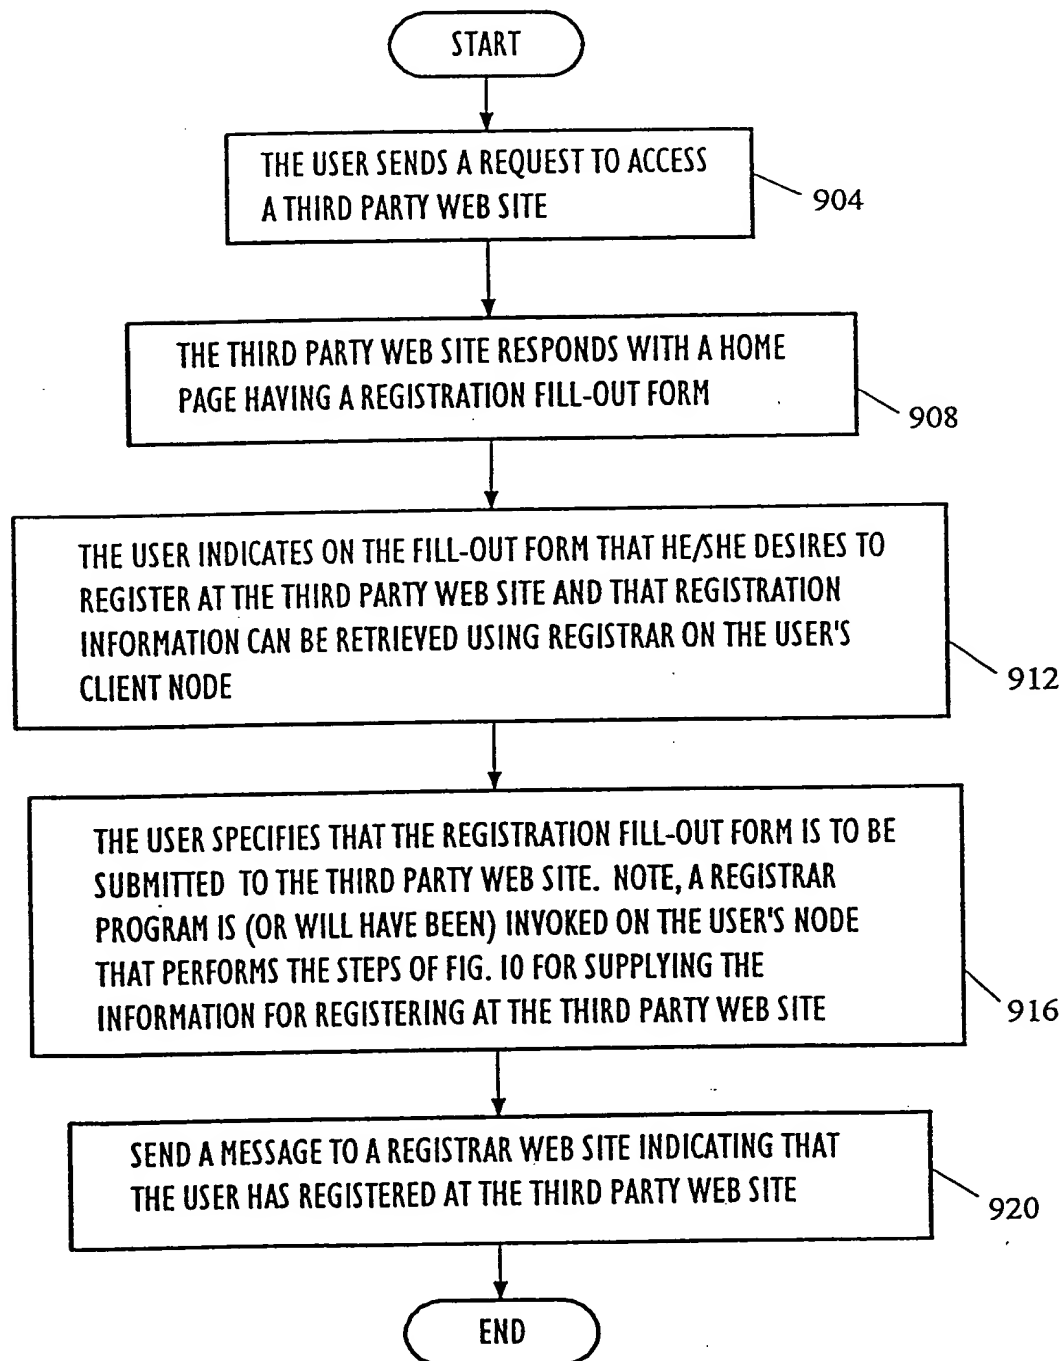 START
THE USER SENDS A REQUEST TO ACCESS
A THIRD PARTY WEB SITE
904
THE THIRD PARTY WEB SITE RESPONDS WITH A HOME
PAGE HAVING A REGISTRATION FILL-OUT FORM
908
THE USER INDICATES ON THE FILL-OUT FORM THAT HE/SHE DESIRES TO
REGISTER AT THE THIRD PARTY WEB SITE AND THAT REGISTRATION
INFORMATION CAN BE RETRIEVED USING REGISTRAR ON THE USER'S
CLIENT NODE
912
THE USER SPECIFIES THAT THE REGISTRATION FILL-OUT FORM IS TO BE
SUBMITTED TO THE THIRD PARTY WEB SITE. NOTE, A REGISTRAR
PROGRAM IS (OR WILL HAVE BEEN) INVOKED ON THE USER'S NODE
THAT PERFORMS THE STEPS OF FIG. 10 FOR SUPPLYING THE
INFORMATION FOR REGISTERING AT THE THIRD PARTY WEB SITE
916
SEND A MESSAGE TO A REGISTRAR WEB SITE INDICATING THAT
THE USER HAS REGISTERED AT THE THIRD PARTY WEB SITE
920
END